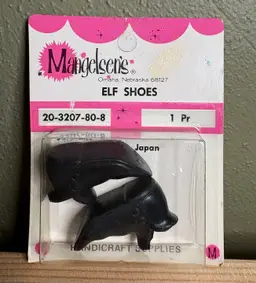 Mangelsen's®
Omaha, Nebraska 68127
ELF SHOES
20-3207-80-8
1 Pr
Japan
HANDICRAFT SUPPLIES
M